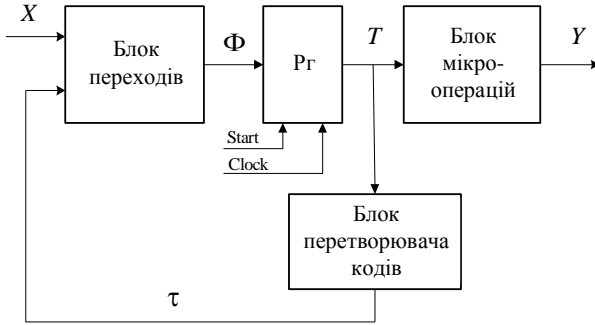 X
Блок
переходів
Φ
Рг
T
Блок
мікро-
операцій
Y
Start
Clock
Блок
перетворювача
кодів
τ